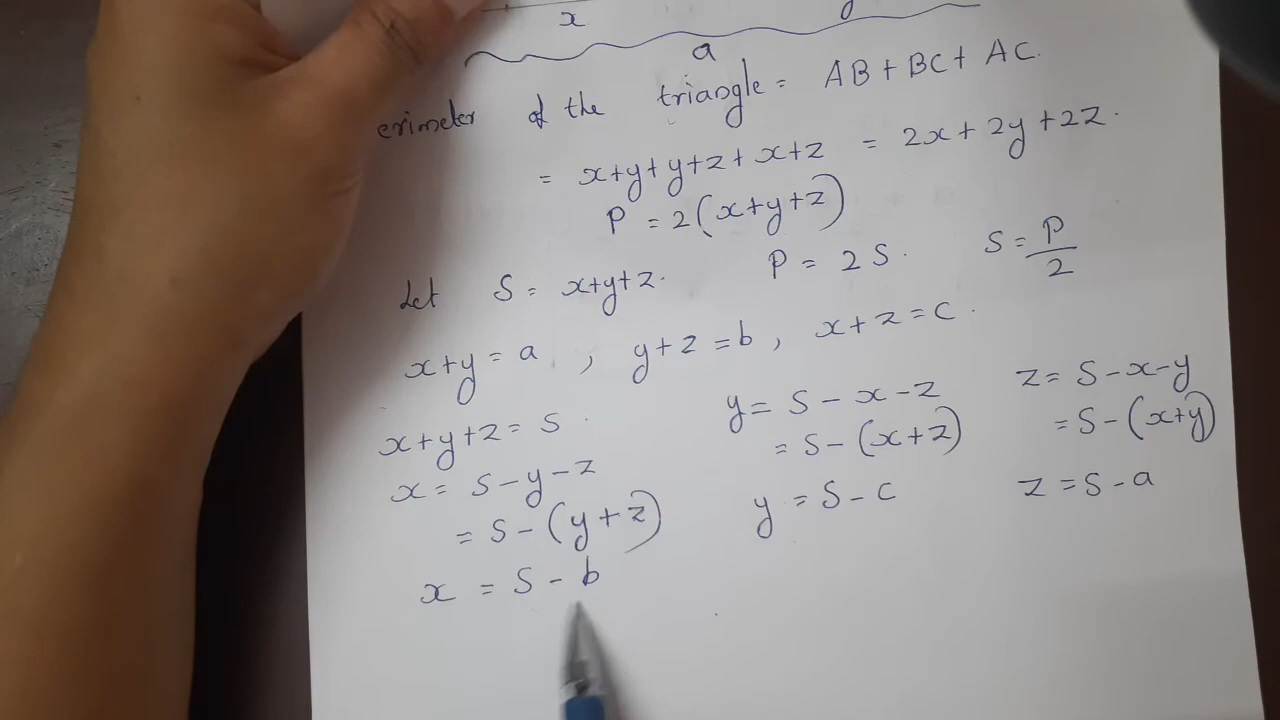 x y
a
erimeter of the triangle = AB + BC + AC.
= x+y+y+z+x+z = 2x + 2y + 2z.
P = 2(x+y+z)
Let S = x+y+z. P = 2S. S = P/2
x+y = a , y+z = b, x+z = c.
x+y+z = S. y = S - x - z z = S - x - y
x = S - y - z = S - (x+z) = S - (x+y)
= S - (y+z) y = S - c z = S - a
x = S - b